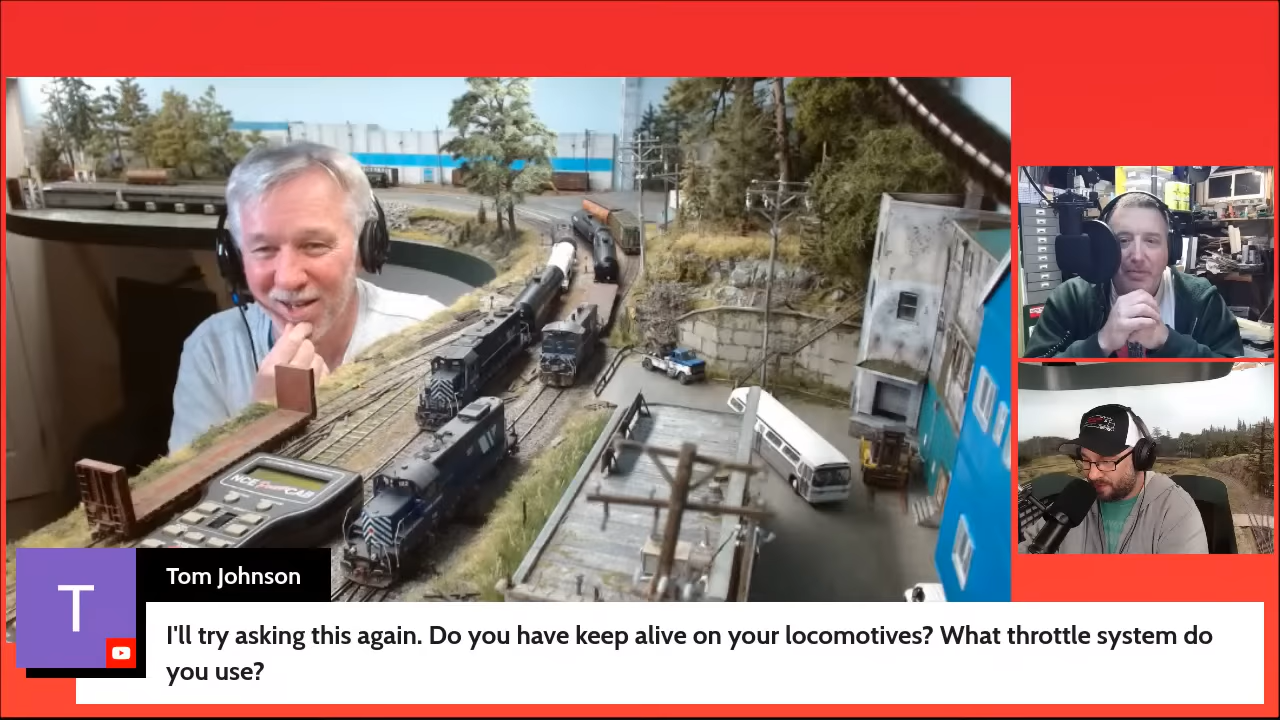 NCE PowerCAB
T
Tom Johnson
I'll try asking this again. Do you have keep alive on your locomotives? What throttle system do
you use?